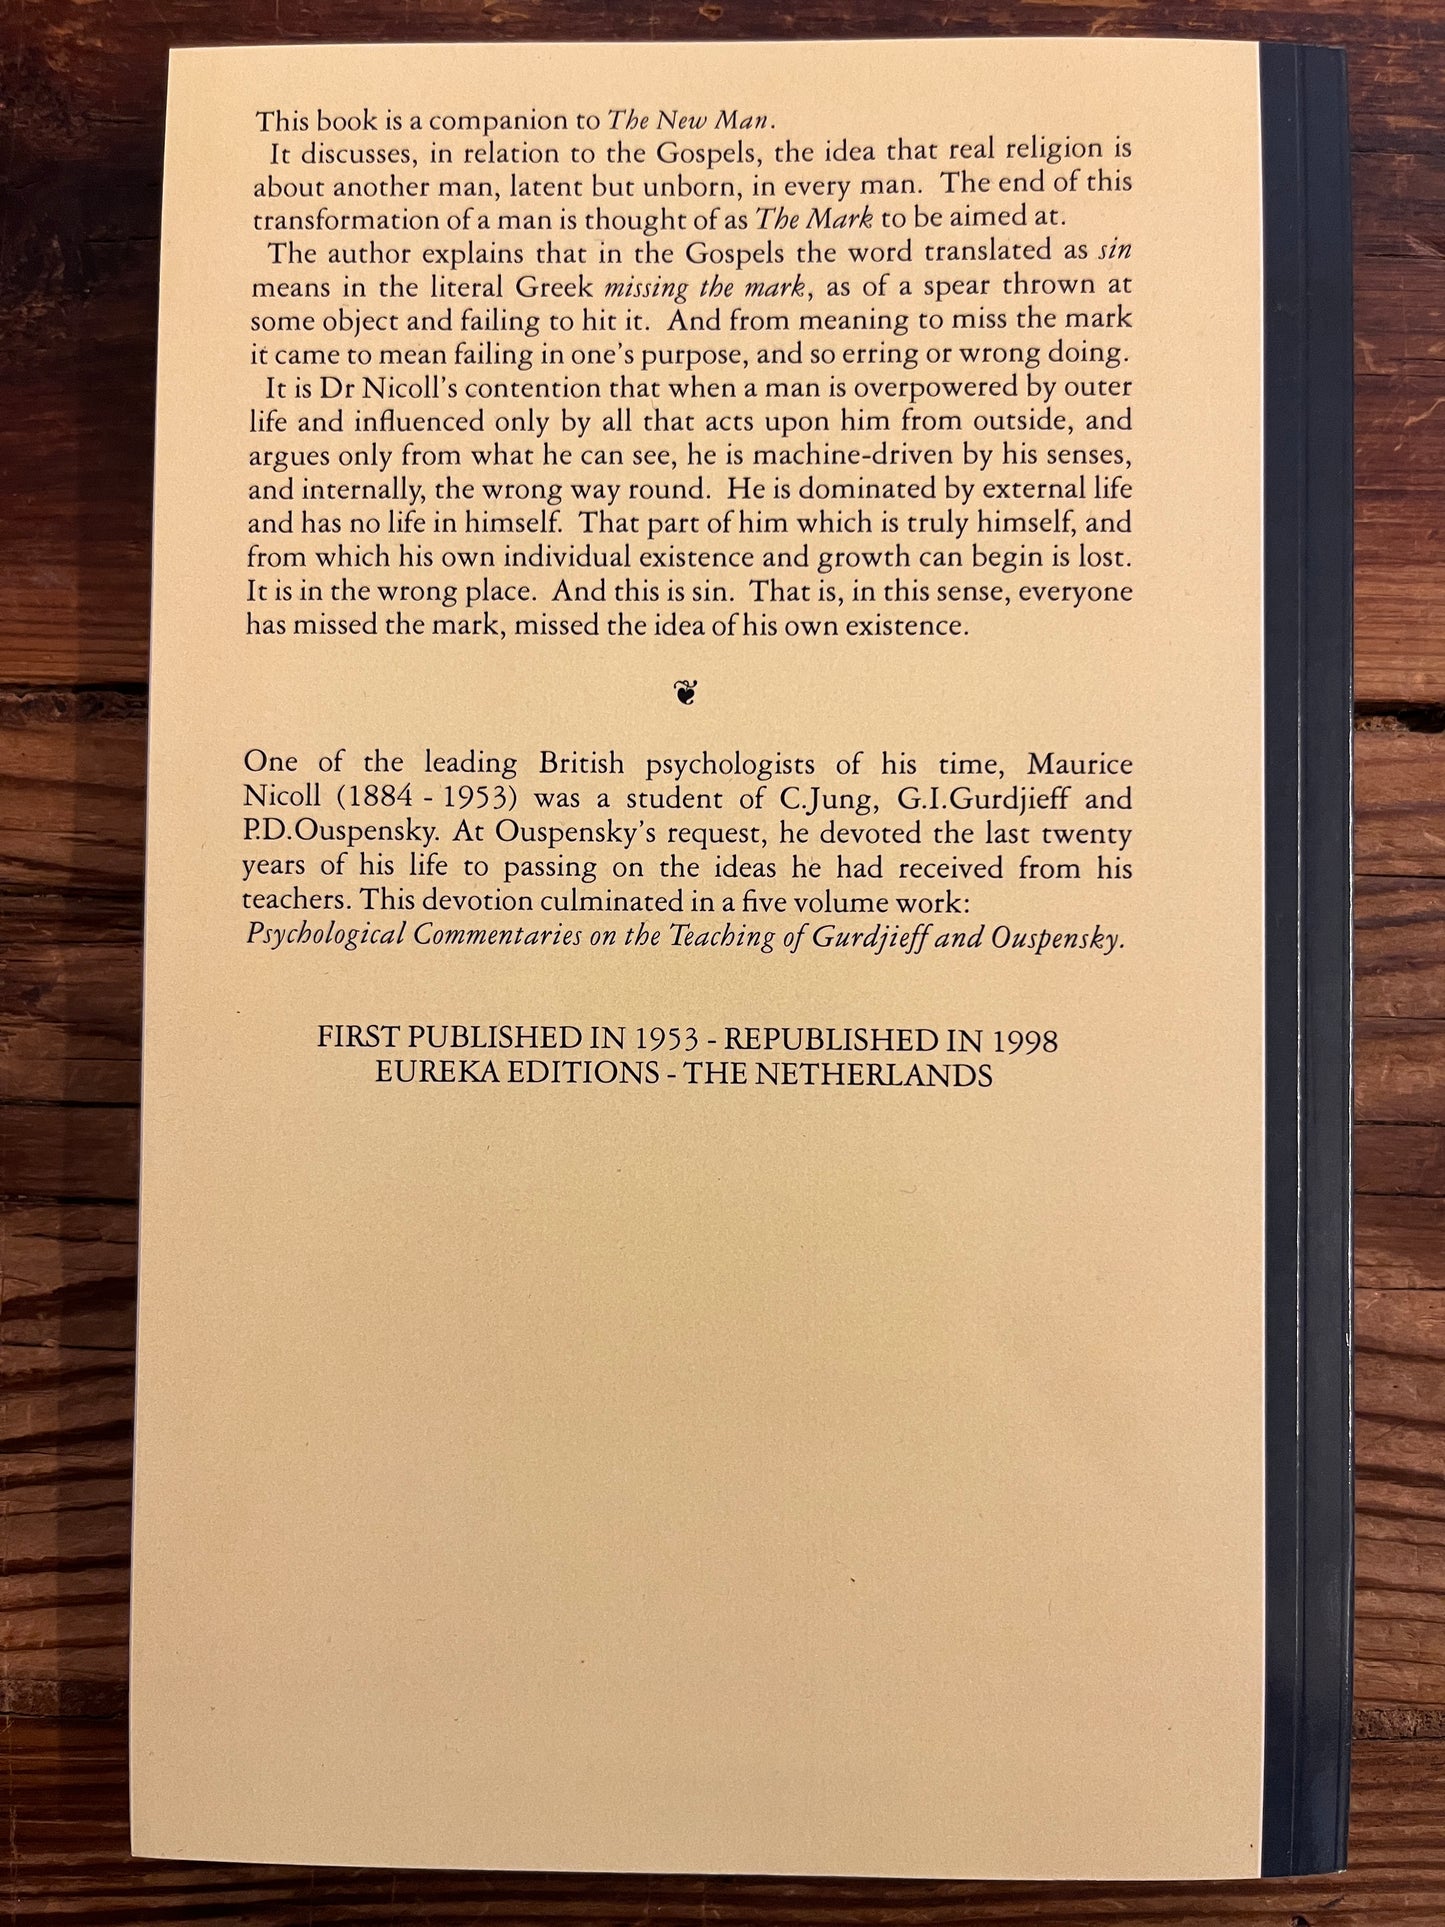 This book is a companion to The New Man.
It discusses, in relation to the Gospels, the idea that real religion is
about another man, latent but unborn, in every man. The end of this
transformation of a man is thought of as The Mark to be aimed at.
The author explains that in the Gospels the word translated as sin
means in the literal Greek missing the mark, as of a spear thrown at
some object and failing to hit it. And from meaning to miss the mark
it came to mean failing in one's purpose, and so erring or wrong doing.
It is Dr Nicoll's contention that when a man is overpowered by outer
life and influenced only by all that acts upon him from outside, and
argues only from what he can see, he is machine-driven by his senses,
and internally, the wrong way round. He is dominated by external life
and has no life in himself. That part of him which is truly himself, and
from which his own individual existence and growth can begin is lost.
It is in the wrong place. And this is sin. That is, in this sense, everyone
has missed the mark, missed the idea of his own existence.
One of the leading British psychologists of his time, Maurice
Nicoll (1884 - 1953) was a student of C.Jung, G.I.Gurdjieff and
P.D.Ouspensky. At Ouspensky's request, he devoted the last twenty
years of his life to passing on the ideas he had received from his
teachers. This devotion culminated in a five volume work:
Psychological Commentaries on the Teaching of Gurdjieff and Ouspensky.
FIRST PUBLISHED IN 1953 - REPUBLISHED IN 1998
EUREKA EDITIONS - THE NETHERLANDS